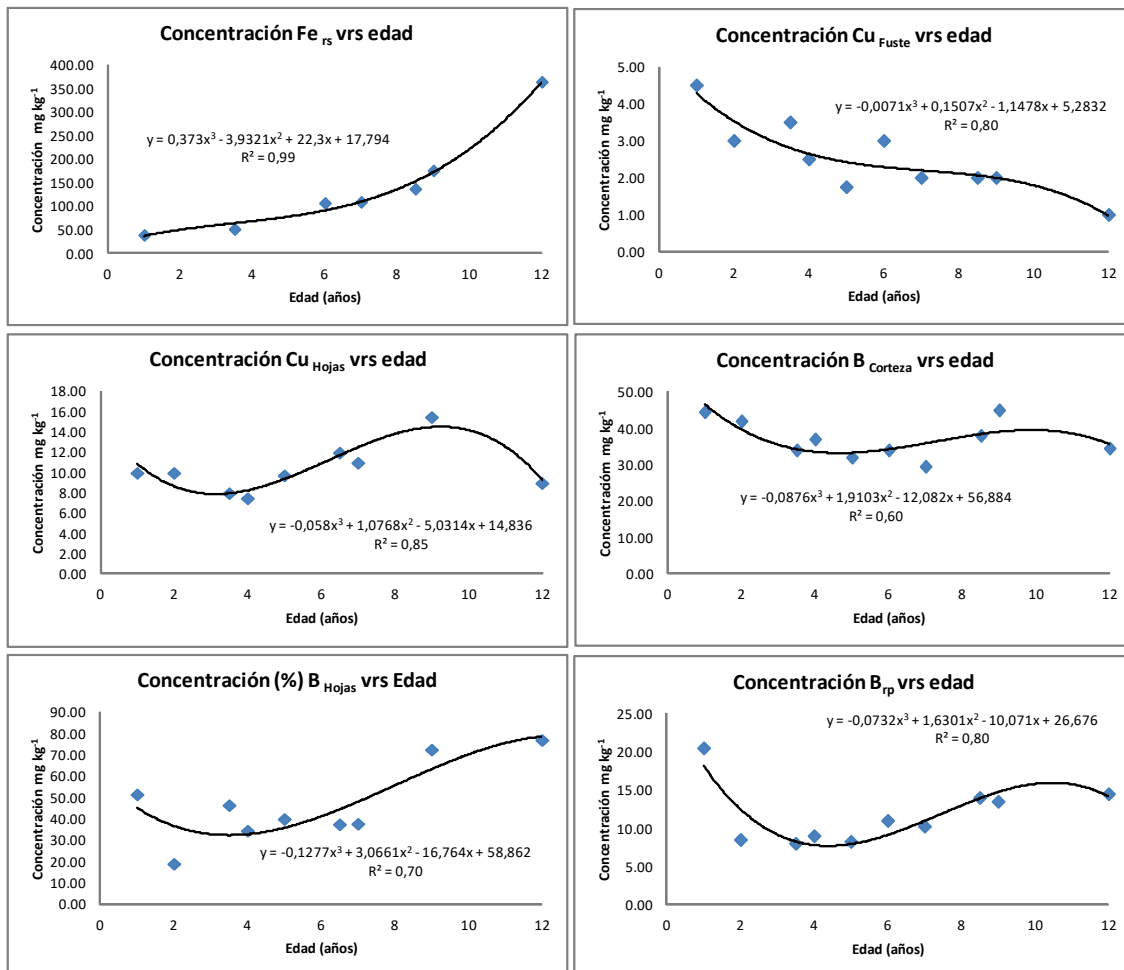 Concentración Fe rs vrs edad
Concentración mg kg-1
400.00
350.00
300.00
250.00
200.00
150.00
100.00
50.00
0.00
y = 0,373x³ - 3,9321x² + 22,3x + 17,794
R² = 0,99
0 2 4 6 8 10 12
Edad (años)
Concentración Cu Fuste vrs edad
Concentración mg kg-1
5.00
4.00
3.00
2.00
1.00
0.00
y = -0,0071x³ + 0,1507x² - 1,1478x + 5,2832
R² = 0,80
0 2 4 6 8 10 12
Edad (años)
Concentración Cu Hojas vrs edad
Concentración mg kg-1
18.00
16.00
14.00
12.00
10.00
8.00
6.00
4.00
2.00
0.00
y = -0,058x³ + 1,0768x² - 5,0314x + 14,836
R² = 0,85
0 2 4 6 8 10 12
Edad (años)
Concentración B Corteza vrs edad
Concentracióm mg kg-1
50.00
40.00
30.00
20.00
10.00
0.00
y = -0,0876x³ + 1,9103x² - 12,082x + 56,884
R² = 0,60
0 2 4 6 8 10 12
Edad (años)
Concentración (%) B Hojas vrs Edad
Concentración mg kg-1
90.00
80.00
70.00
60.00
50.00
40.00
30.00
20.00
10.00
0.00
y = -0,1277x³ + 3,0661x² - 16,764x + 58,862
R² = 0,70
0 2 4 6 8 10 12
Edad (años)
Concentración B rp vrs edad
Concentración mg kg-1
25.00
20.00
15.00
10.00
5.00
0.00
y = -0,0732x³ + 1,6301x² - 10,071x + 26,676
R² = 0,80
0 2 4 6 8 10 12
Edad (años)